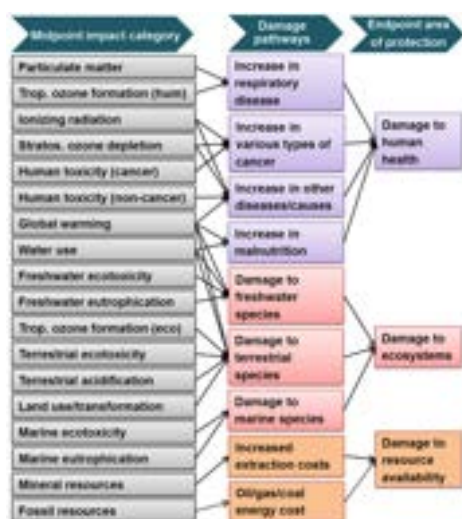 Midpoint impact category
Damage
pathways
Endpoint area
of protection
Particulate matter
Trop. ozone formation (hum)
Ionizing radiation
Stratos. ozone depletion
Human toxicity (cancer)
Human toxicity (non-cancer)
Global warming
Water use
Freshwater ecotoxicity
Freshwater eutrophication
Trop. ozone formation (eco)
Terrestrial ecotoxicity
Terrestrial acidification
Land use/transformation
Marine ecotoxicity
Marine eutrophication
Mineral resources
Fossil resources
Increase in
respiratory
disease
Increase in
various types of
cancer
Increase in other
diseases/causes
Increase in
malnutrition
Damage to
freshwater
species
Damage to
terrestrial
species
Damage to
marine species
Increased
extraction costs
Oil/gas/coal
energy cost
Damage to
human
health
Damage to
ecosystems
Damage to
resource
availability